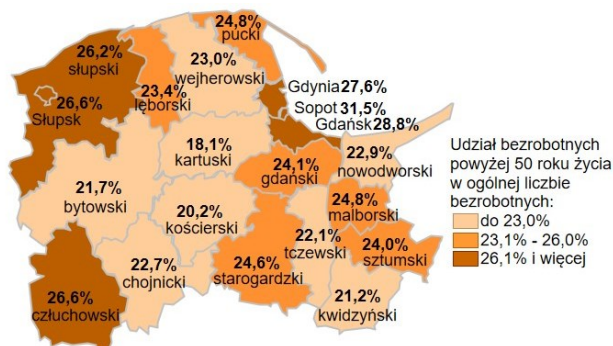 24,8%
pucki
26,2%
słupski
23,0%
wejherowski
23,4%
lęborski
Gdynia 27,6%
Sopot 31,5%
Gdańsk 28,8%
26,6%
Słupsk
18,1%
kartuski
24,1%
gdański
22,9%
nowodworski
21,7%
bytowski
20,2%
kościerski
24,8%
malborski
22,1%
tczewski
24,0%
sztumski
22,7%
chojnicki
24,6%
starogardzki
26,6%
człuchowski
21,2%
kwidzyński
Udział bezrobotnych
powyżej 50 roku życia
w ogólnej liczbie
bezrobotnych:
do 23,0%
23,1% - 26,0%
26,1% i więcej